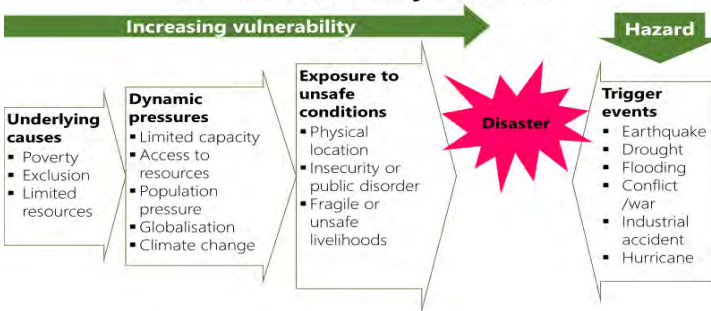 Increasing vulnerability
Hazard
Underlying
causes
▪ Poverty
▪ Exclusion
▪ Limited
resources
Dynamic
pressures
▪ Limited capacity
▪ Access to
resources
▪ Population
pressure
▪ Globalisation
▪ Climate change
Exposure to
unsafe
conditions
▪ Physical
location
▪ Insecurity or
public disorder
▪ Fragile or
unsafe
livelihoods
Disaster
Trigger
events
▪ Earthquake
▪ Drought
▪ Flooding
▪ Conflict
/war
▪ Industrial
accident
▪ Hurricane